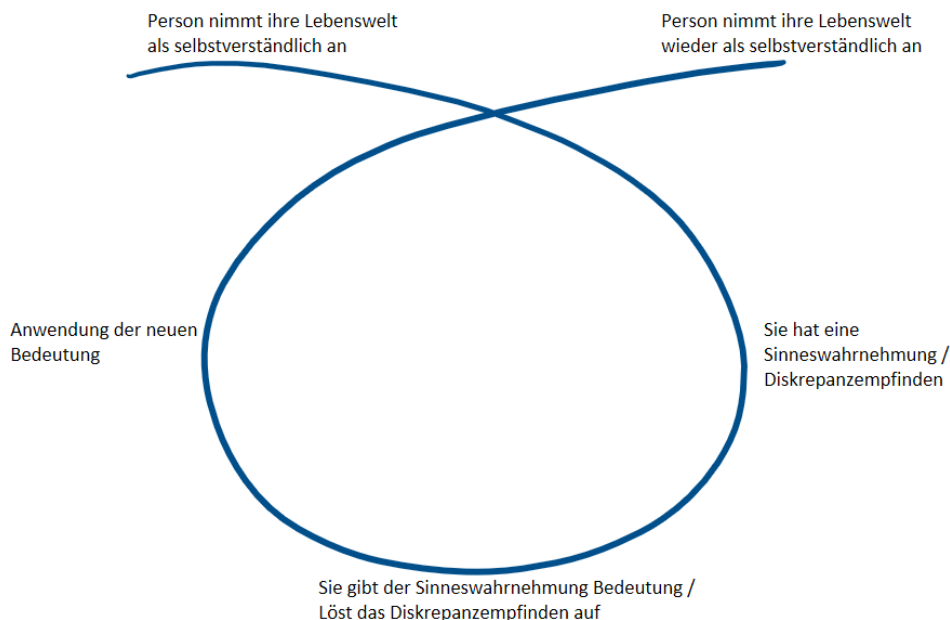 Person nimmt ihre Lebenswelt
als selbstverständlich an
Person nimmt ihre Lebenswelt
wieder als selbstverständlich an
Anwendung der neuen
Bedeutung
Sie hat eine
Sinneswahrnehmung /
Diskrepanzempfinden
Sie gibt der Sinneswahrnehmung Bedeutung /
Löst das Diskrepanzempfinden auf